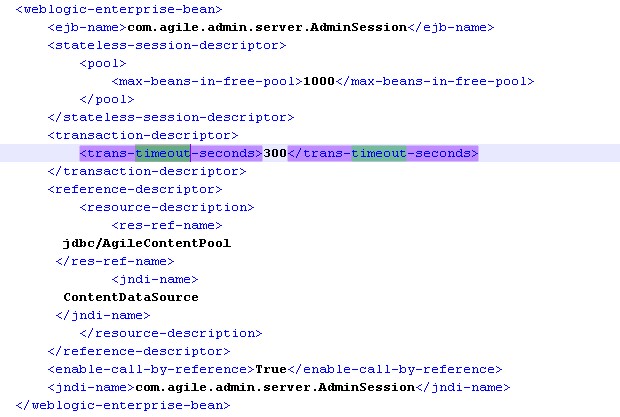 <weblogic-enterprise-bean>
<ejb-name>com.agile.admin.server.AdminSession</ejb-name>
<stateless-session-descriptor>
<pool>
<max-beans-in-free-pool>1000</max-beans-in-free-pool>
</pool>
</stateless-session-descriptor>
<transaction-descriptor>
<trans-timeout-seconds>300</trans-timeout-seconds>
</transaction-descriptor>
<reference-descriptor>
<resource-description>
<res-ref-name>
jdbc/AgileContentPool
</res-ref-name>
<jndi-name>
ContentDataSource
</jndi-name>
</resource-description>
</reference-descriptor>
<enable-call-by-reference>True</enable-call-by-reference>
<jndi-name>com.agile.admin.server.AdminSession</jndi-name>
</weblogic-enterprise-bean>